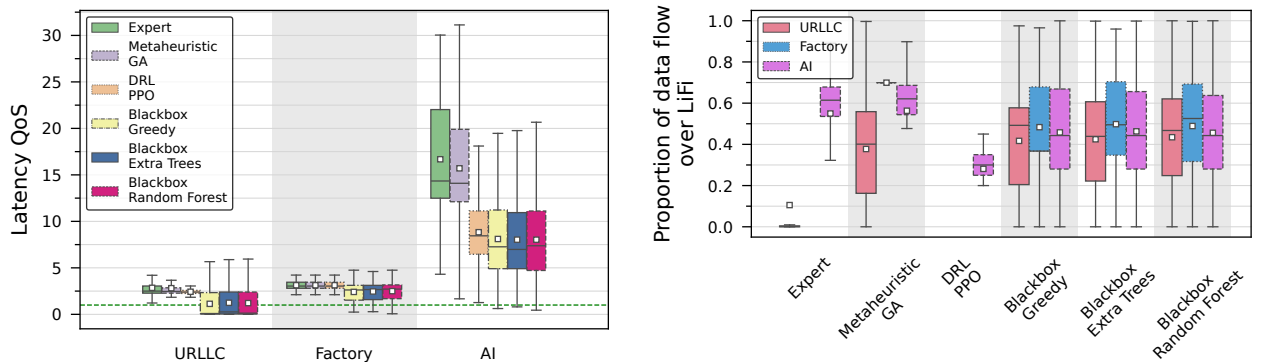 Latency QoS
30
25
20
15
10
5
0
Expert
Metaheuristic
GA
DRL
PPO
Blackbox
Greedy
Blackbox
Extra Trees
Blackbox
Random Forest
URLLC
Factory
AI
Proportion of data flow
over LiFi
1.0
0.8
0.6
0.4
0.2
0.0
URLLC
Factory
AI
Expert
Metaheuristic
GA
DRL
PPO
Blackbox
Greedy
Blackbox
Extra Trees
Blackbox
Random Forest